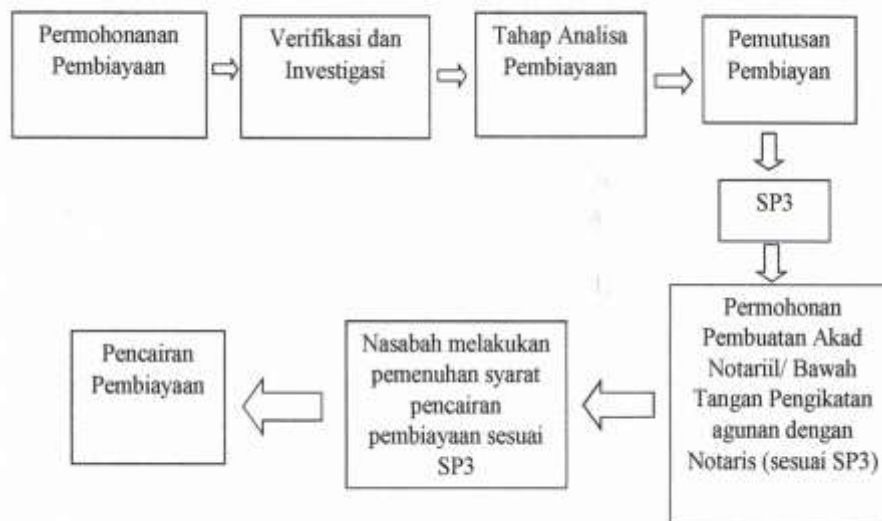 Permohonanan
Pembiayaan
Verifikasi dan
Investigasi
Tahap Analisa
Pembiayaan
Pemutusan
Pembiayan
SP3
Permohonan
Pembuatan Akad
Notariil/ Bawah
Tangan Pengikatan
agunan dengan
Notaris (sesuai SP3)
Nasabah melakukan
pemenuhan syarat
pencairan
pembiayaan sesuai
SP3
Pencairan
Pembiayaan